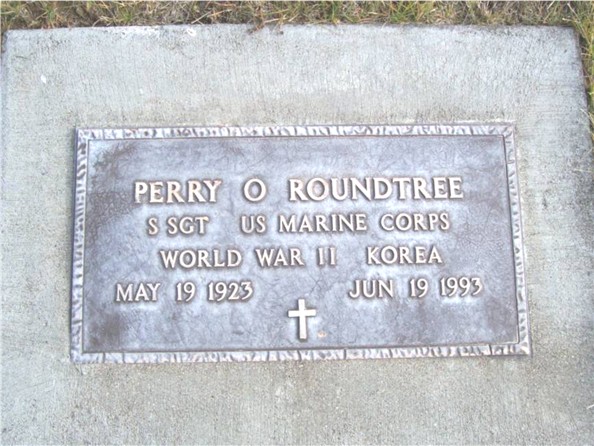 PERRY O ROUNDTREE
S SGT US MARINE CORPS
WORLD WAR II KOREA
MAY 19 1923 JUN 19 1993